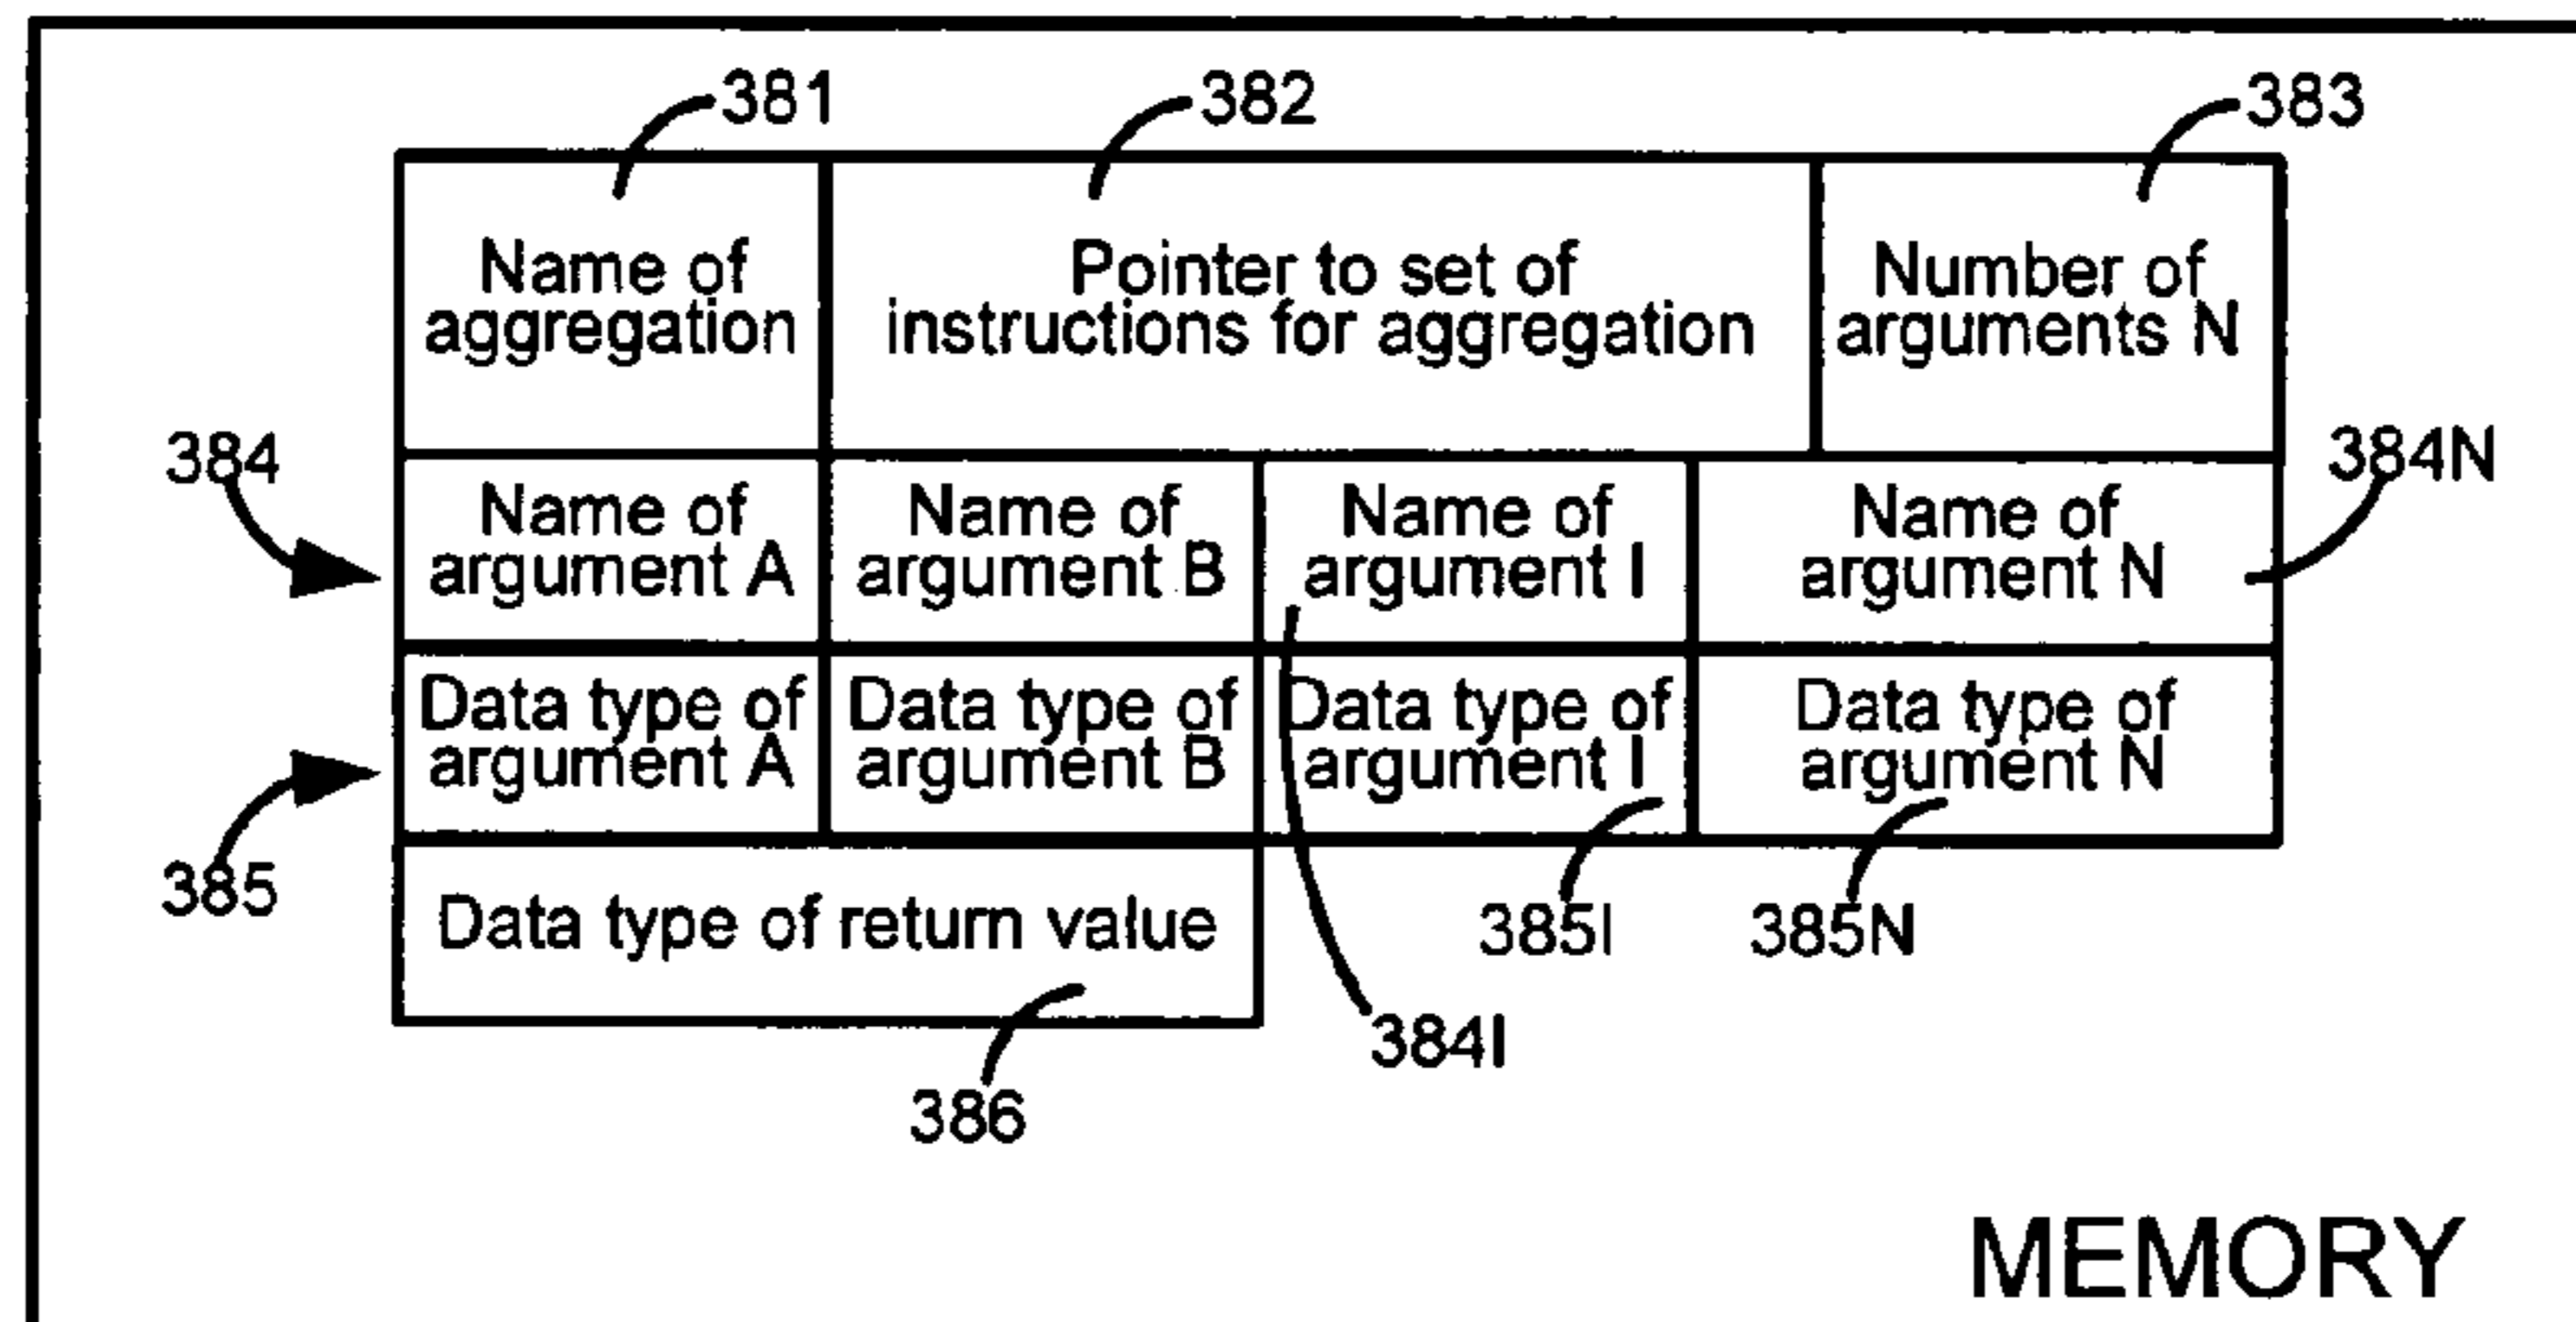 381
382
383
Name of
aggregation
Pointer to set of
instructions for aggregation
Number of
arguments N
384
384N
Name of
argument A
Name of
argument B
Name of
argument I
Name of
argument N
Data type of
argument A
Data type of
argument B
Data type of
argument I
Data type of
argument N
385
Data type of return value
385I
385N
384I
386
MEMORY